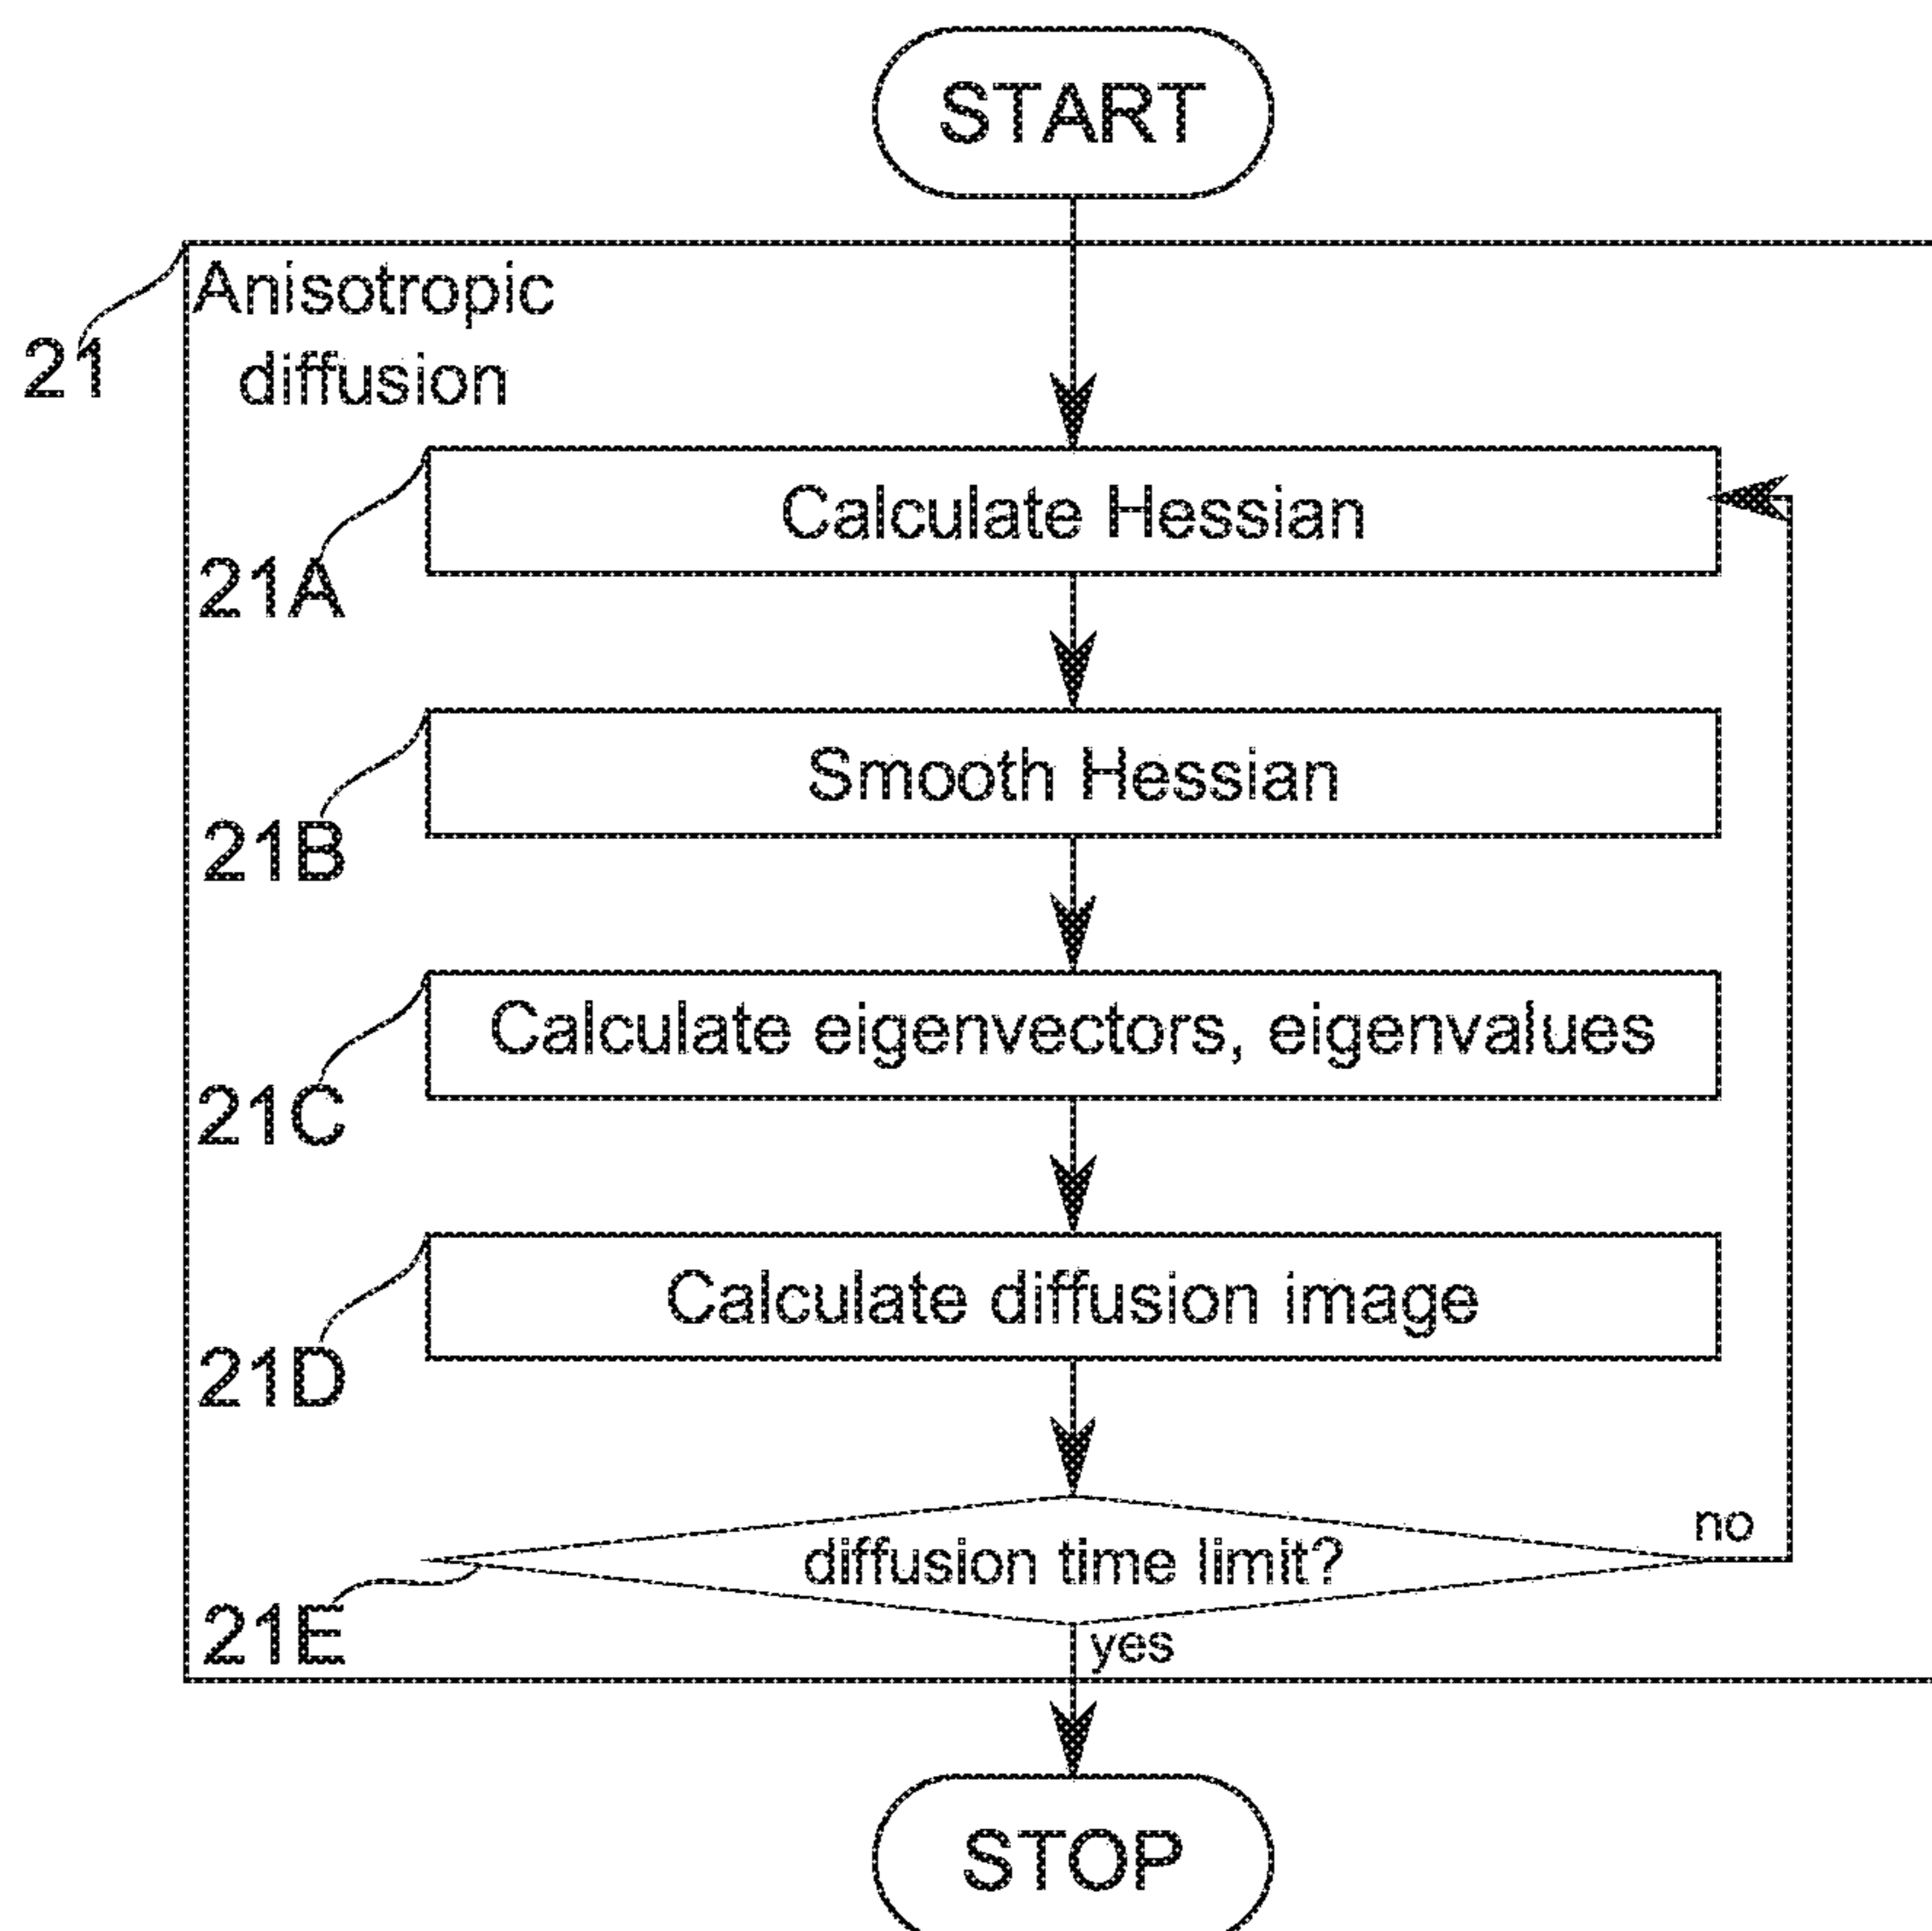 START
Anisotropic
diffusion
21
Calculate Hessian
21A
Smooth Hessian
21B
Calculate eigenvectors, eigenvalues
21C
Calculate diffusion image
21D
no
diffusion time limit?
21E
yes
STOP